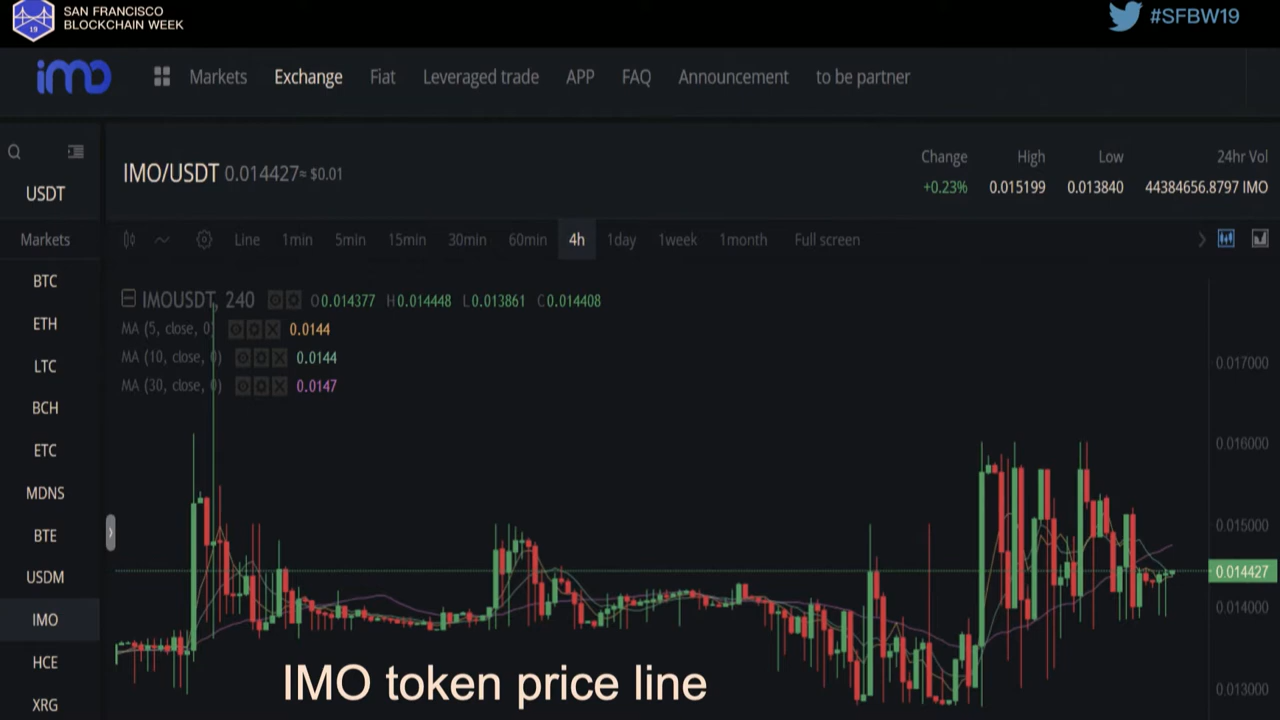 SAN FRANCISCO
BLOCKCHAIN WEEK
19
#SFBW19
imo
Markets Exchange Fiat Leveraged trade APP FAQ Announcement to be partner
IMO/USDT 0.014427≈ $0.01
Change High Low 24hr Vol
+0.23% 0.015199 0.013840 44384656.8797 IMO
USDT
Markets
Line 1min 5min 15min 30min 60min 4h 1day 1week 1month Full screen
BTC
ETH
LTC
BCH
ETC
MDNS
BTE
USDM
IMO
HCE
XRG
IMOUSDT, 240 O0.014377 H0.014448 L0.013861 C0.014408
MA (5, close, 0) 0.0144
MA (10, close, 0) 0.0144
MA (30, close, 0) 0.0147
0.017000
0.016000
0.015000
0.014427
0.014000
0.013000
IMO token price line